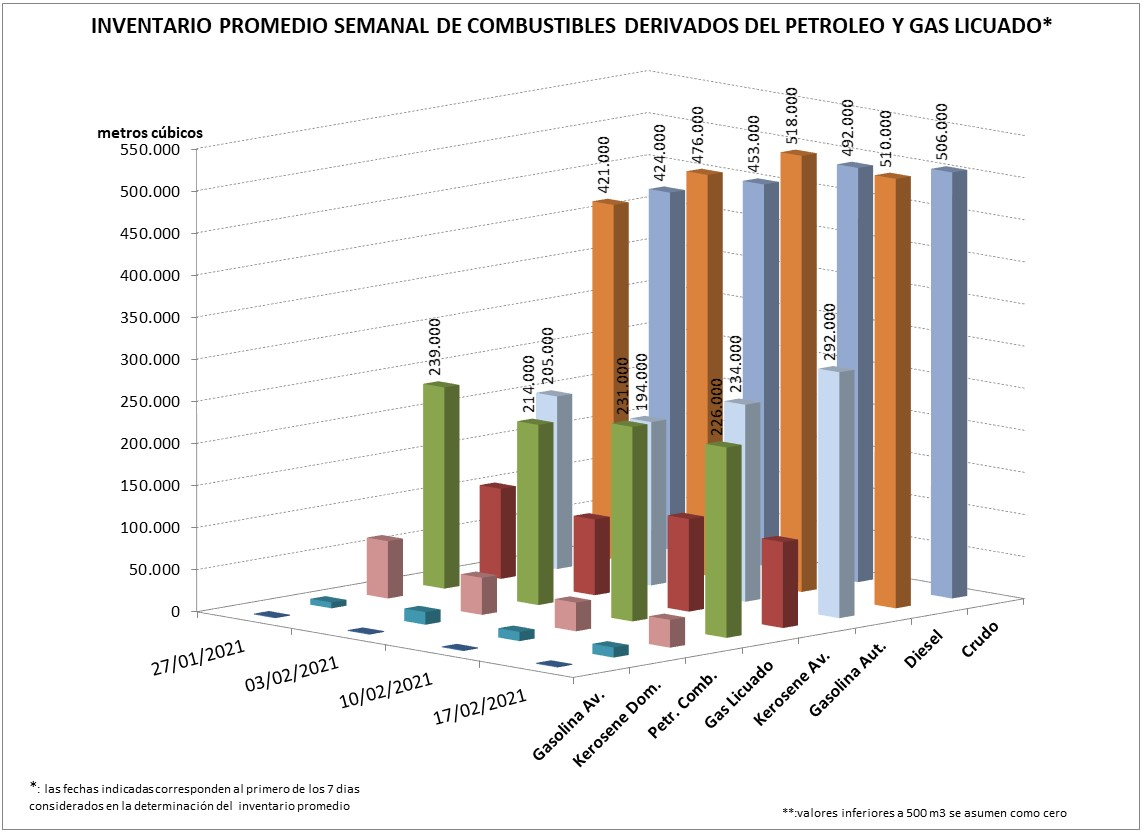 INVENTARIO PROMEDIO SEMANAL DE COMBUSTIBLES DERIVADOS DEL PETROLEO Y GAS LICUADO*
metros cúbicos
550.000
500.000
450.000
400.000
350.000
300.000
250.000
200.000
150.000
100.000
50.000
0
239.000
214.000
205.000
231.000
194.000
226.000
234.000
292.000
421.000
424.000
476.000
453.000
518.000
492.000
510.000
506.000
27/01/2021
03/02/2021
10/02/2021
17/02/2021
Gasolina Av.
Kerosene Dom.
Petr. Comb.
Gas Licuado
Kerosene Av.
Gasolina Aut.
Diesel
Crudo
*: las fechas indicadas corresponden al primero de los 7 dias
considerados en la determinación del inventario promedio
**:valores inferiores a 500 m3 se asumen como cero